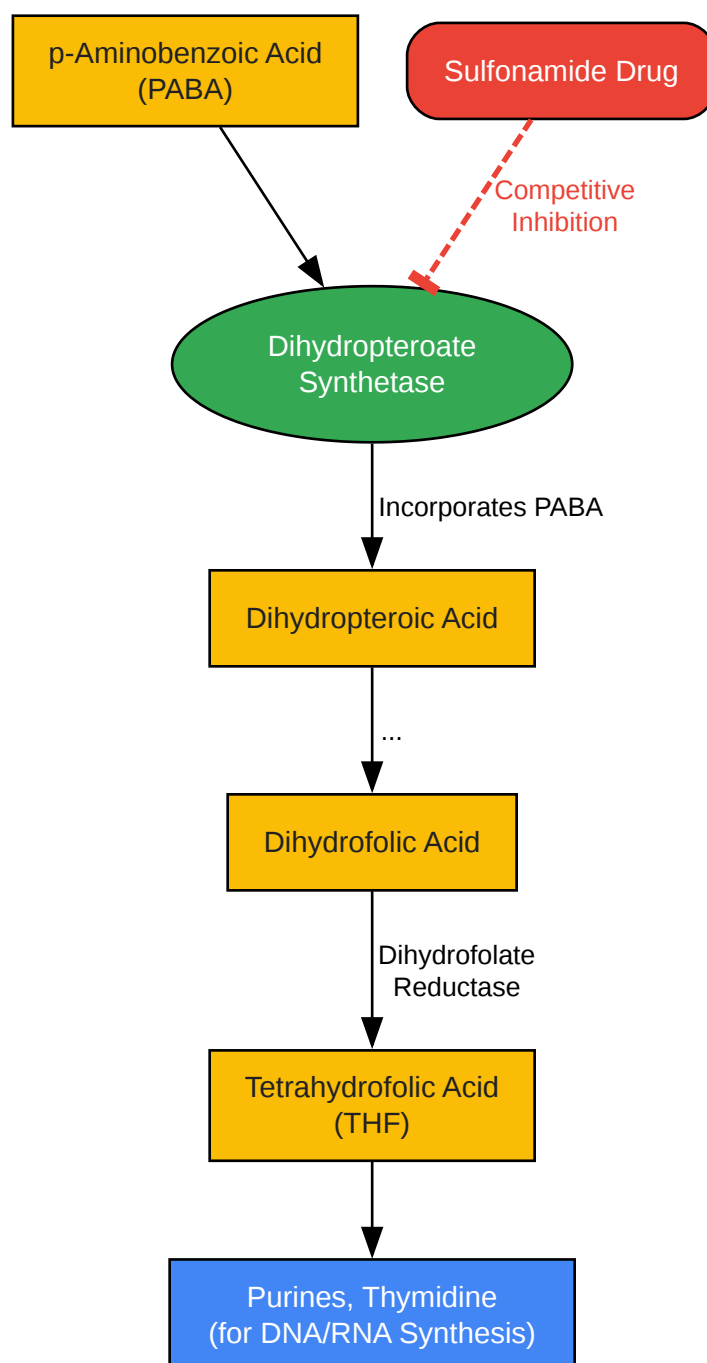 p-Aminobenzoic Acid
(PABA)
Sulfonamide Drug
Competitive
Inhibition
Dihydropteroate
Synthetase
Incorporates PABA
Dihydropteroic Acid
...
Dihydrofolic Acid
Dihydrofolate
Reductase
Tetrahydrofolic Acid
(THF)
Purines, Thymidine
(for DNA/RNA Synthesis)